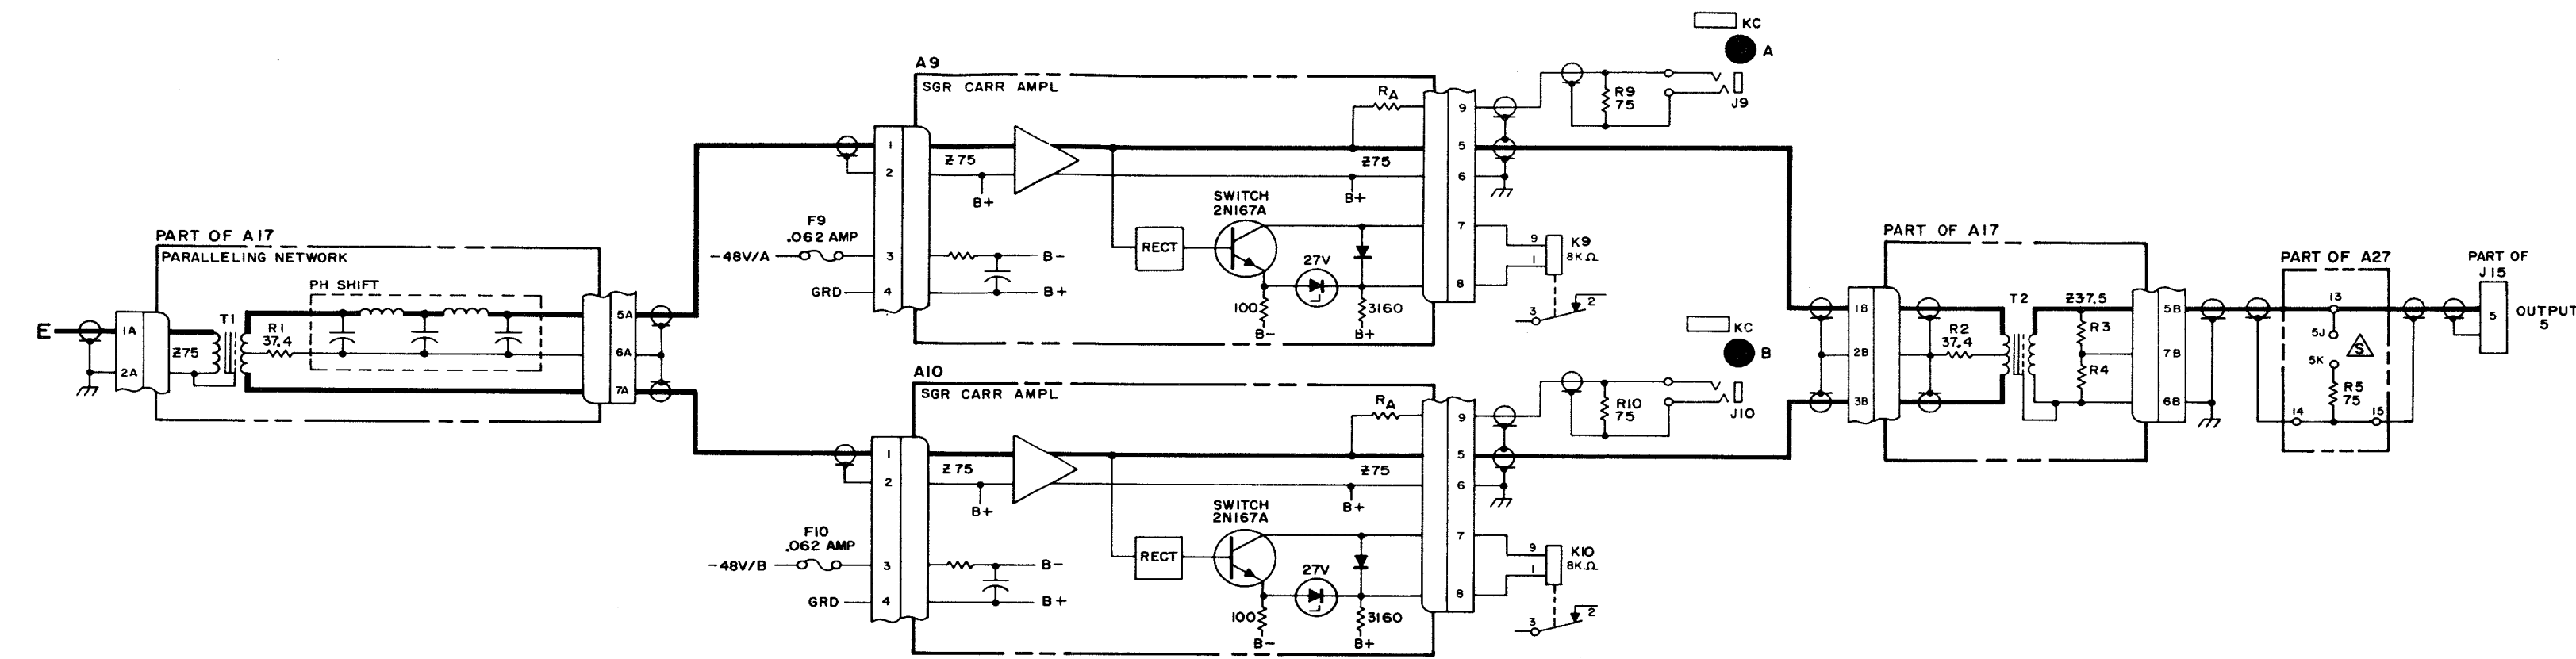 E
PART OF A17
PARALLELING NETWORK
PH SHIFT
T1
R1
37.4
1A
Z75
2A
5A
6A
7A
A9
SGR CARR AMPL
1
Z75
2
B+
F9
.062 AMP
-48V/A
3
B-
GRD
4
B+
SWITCH
2N167A
RECT
27V
100
B-
3160
B+
RA
Z75
B+
9
5
6
7
8
KC
A
R9
75
J9
9
K9
8KΩ
1
3
2
A10
SGR CARR AMPL
1
Z75
2
B+
F10
.062 AMP
-48V/B
3
B-
GRD
4
B+
SWITCH
2N167A
RECT
27V
100
B-
3160
B+
RA
Z75
B+
9
5
6
7
8
KC
B
R10
75
J10
9
K10
8KΩ
1
3
2
PART OF A17
1B
2B
3B
R2
37.4
T2
Z37.5
R3
R4
5B
7B
6B
PART OF A27
13
5J
S
5K
R5
75
14
15
PART OF
J15
5
OUTPUT
5